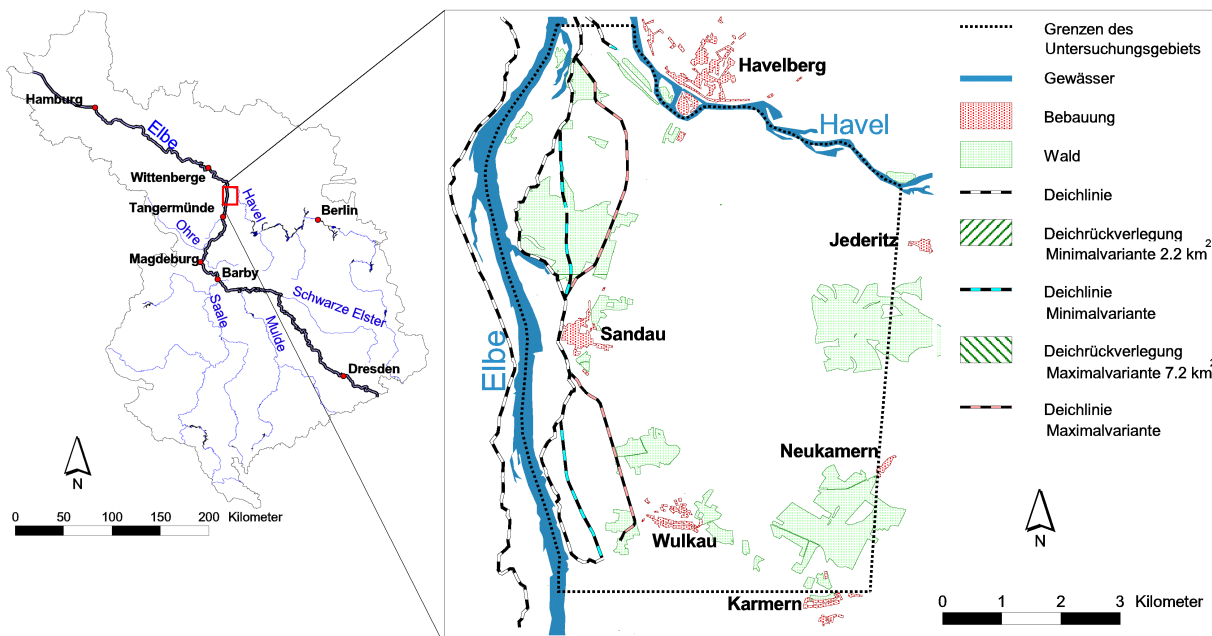 Hamburg
Elbe
Wittenberge
Tangermünde
Havel
Berlin
Ohre
Magdeburg
Barby
Saale
Mulde
Schwarze Elster
Dresden
N
0 50 100 150 200 Kilometer
Havelberg
Havel
Jederitz
Sandau
Elbe
Neukamern
Wulkau
Karmern
Grenzen des
Untersuchungsgebiets
Gewässer
Bebauung
Wald
Deichlinie
Deichrückverlegung
Minimalvariante 2.2 km²
Deichlinie
Minimalvariante
Deichrückverlegung
Maximalvariante 7.2 km²
Deichlinie
Maximalvariante
N
0 1 2 3 Kilometer